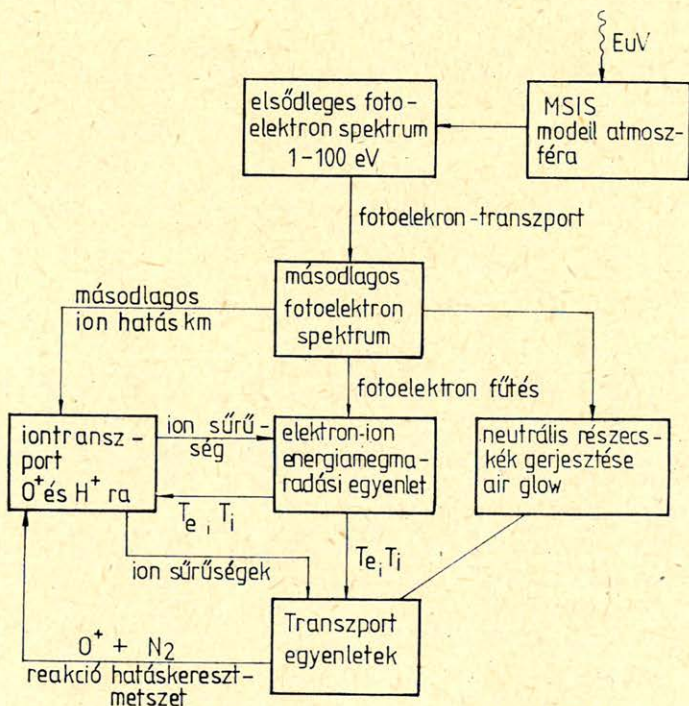 EuV
elsődleges foto-
elektron spektrum
1-100 eV
MSIS
modell atmosz-
féra
fotoelekron-transzport
másodlagos
fotoelektron
spektrum
másodlagos
ion hatás km
fotoelektron fűtés
iontransz-
port
O⁺ és H⁺ ra
ion sűrű-
ség
Te, Ti
elektron-ion
energiamegma-
radási egyenlet
neutrális részecs-
kék gerjesztése
air glow
ion sűrűségek
Te, Ti
Transzport
egyenletek
O⁺ + N₂
reakció hatáskereszt-
metszet